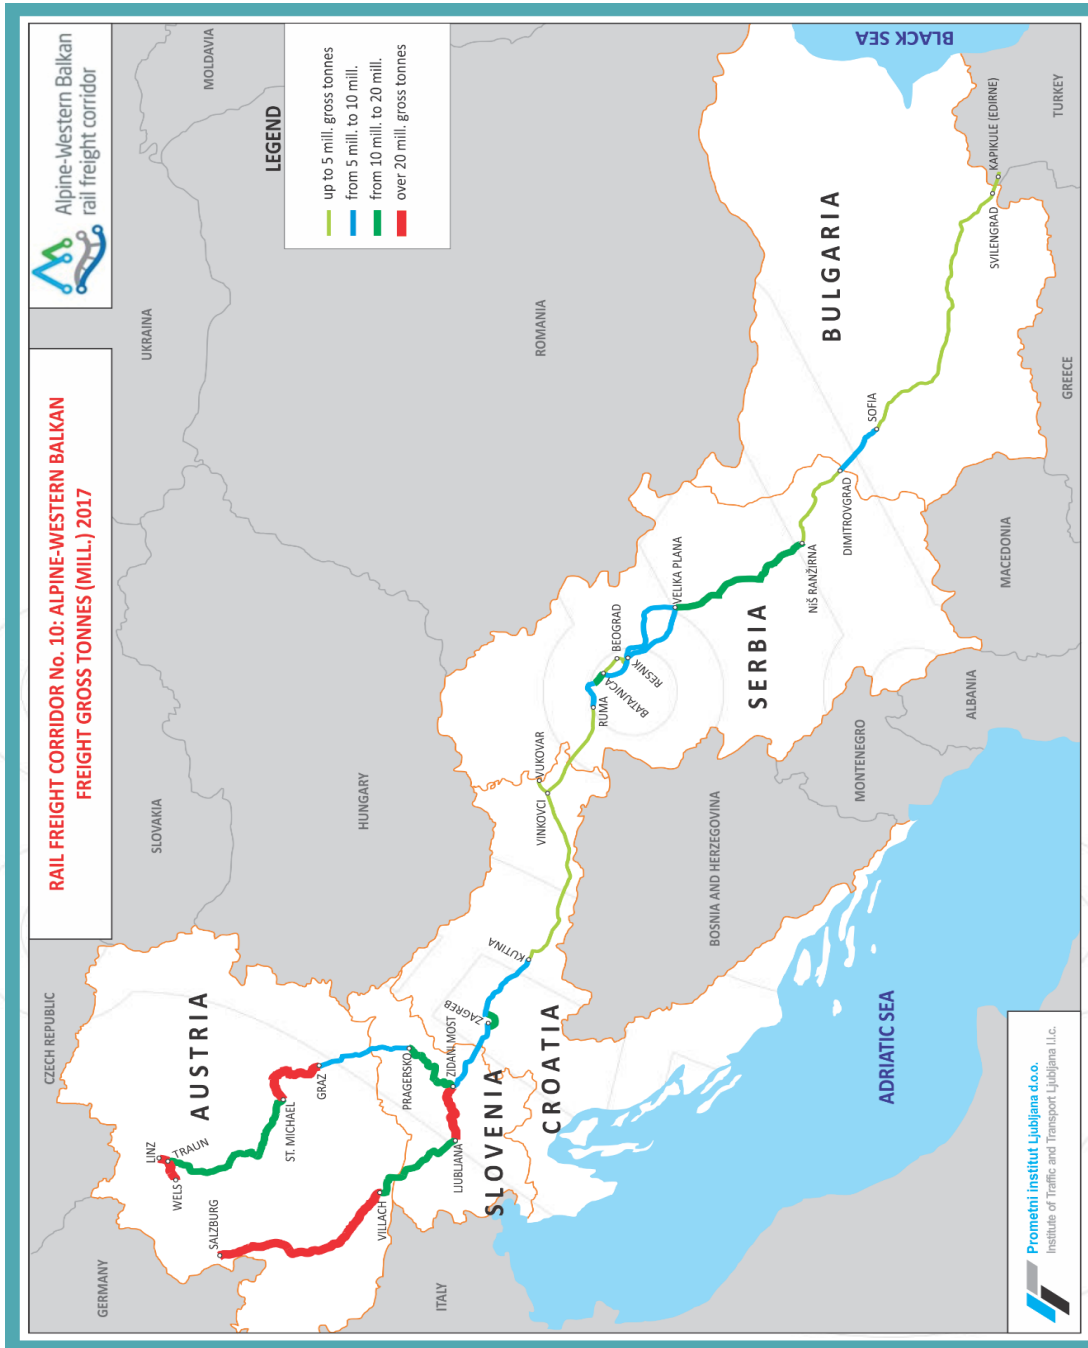 RAIL FREIGHT CORRIDOR No. 10: ALPINE-WESTERN BALKAN
FREIGHT GROSS TONNES (MILL.) 2017
Alpine-Western Balkan
rail freight corridor
LEGEND
up to 5 mill. gross tonnes
from 5 mill. to 10 mill.
from 10 mill. to 20 mill.
over 20 mill. gross tonnes
GERMANY
CZECH REPUBLIC
SLOVAKIA
UKRAINA
MOLDAVIA
HUNGARY
ROMANIA
ITALY
AUSTRIA
SLOVENIA
CROATIA
BOSNIA AND HERZEGOVINA
SERBIA
MONTENEGRO
ALBANIA
MACEDONIA
BULGARIA
GREECE
TURKEY
BLACK SEA
ADRIATIC SEA
LINZ
TRAUN
WELS
SALZBURG
ST. MICHAEL
GRAZ
VILLACH
PRAGERSKO
ZIDANI MOST
LJUBLJANA
ZAGREB
KUTINA
VINKOVCI
VUKOVAR
RUMA
BATAJNICA
BEOGRAD
RESNIK
VELIKA PLANA
NiŠ RANŽIRNA
DIMITROVGRAD
SOFIA
SVILENGRAD
KAPIKULE (EDIRNE)
Prometni institut Ljubljana d.o.o.
Institute of Traffic and Transport Ljubljana l.l.c.